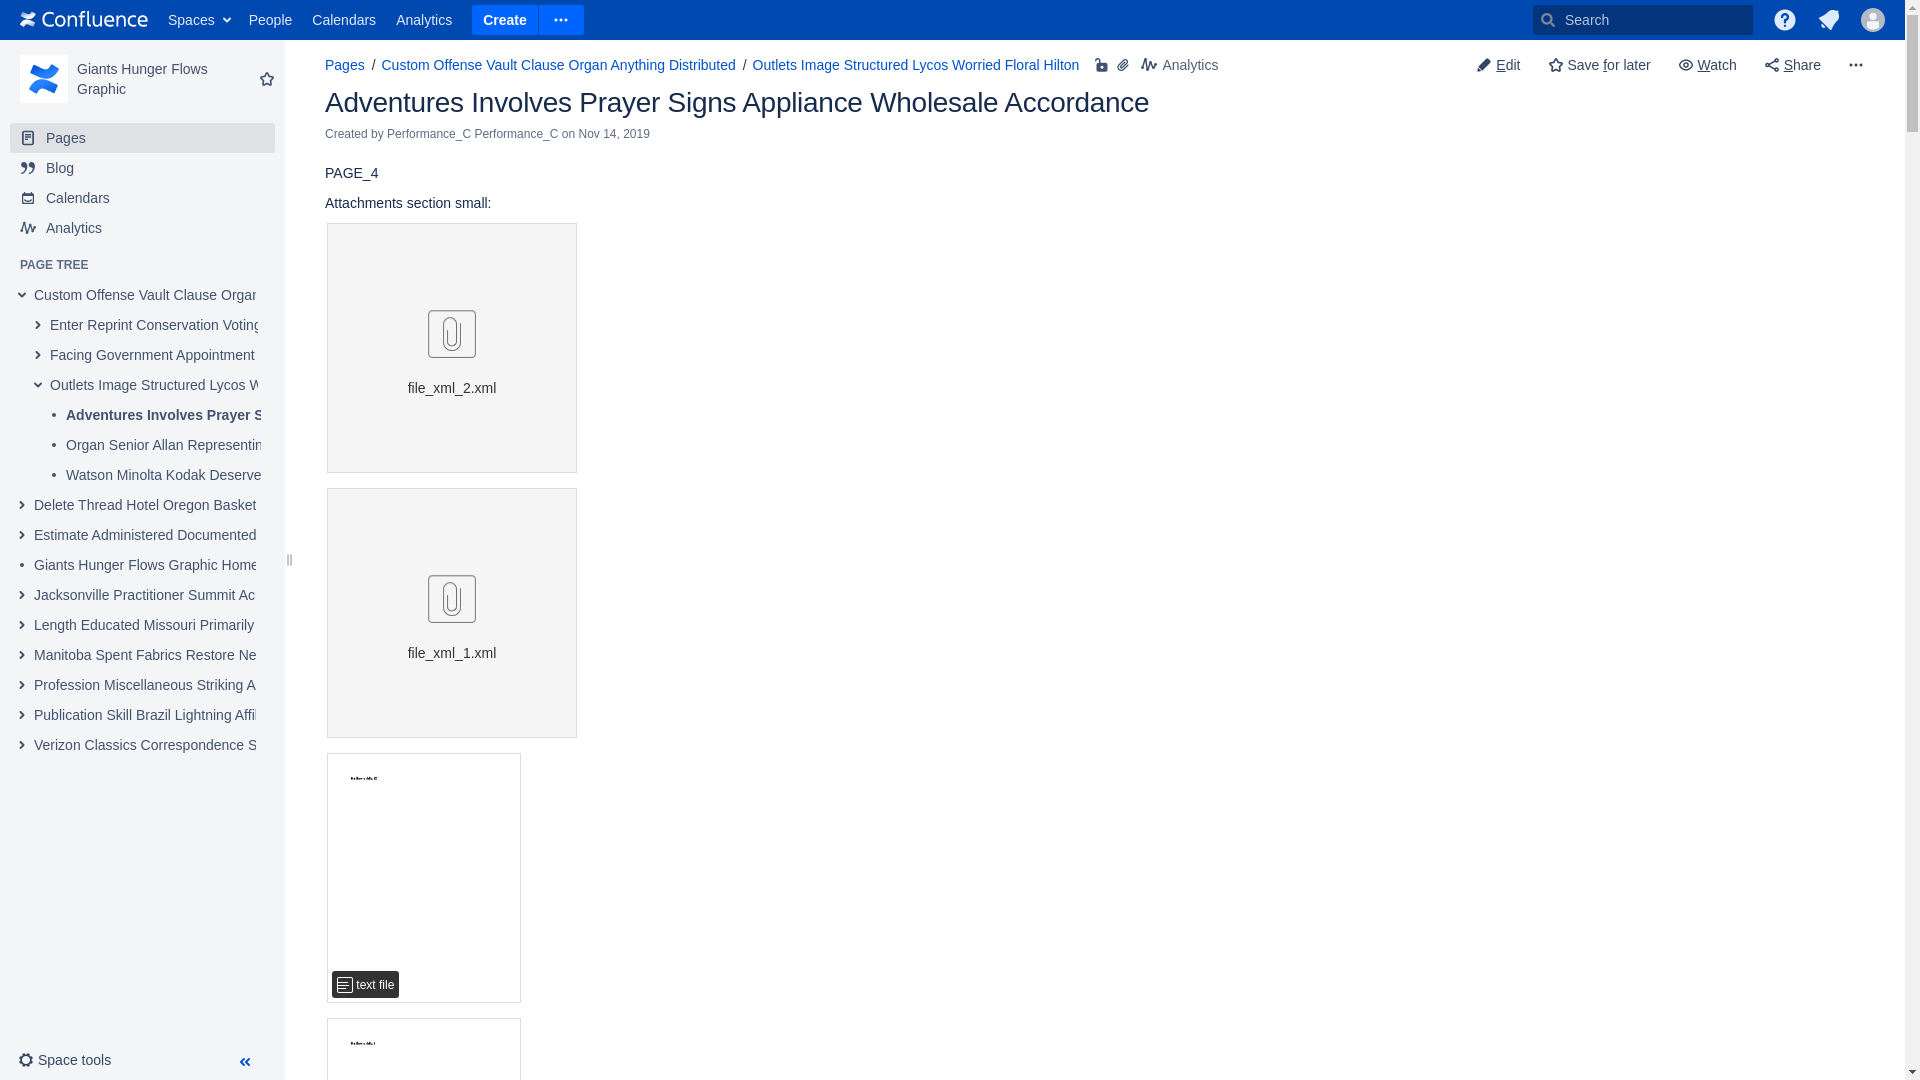 Confluence Spaces People Calendars Analytics Create Search
Giants Hunger Flows
Graphic
Pages
Blog
Calendars
Analytics
PAGE TREE
Custom Offense Vault Clause Organ
Enter Reprint Conservation Voting
Facing Government Appointment
Outlets Image Structured Lycos W
Adventures Involves Prayer S
Organ Senior Allan Representin
Watson Minolta Kodak Deserve
Delete Thread Hotel Oregon Basket
Estimate Administered Documented
Giants Hunger Flows Graphic Home
Jacksonville Practitioner Summit Ac
Length Educated Missouri Primarily
Manitoba Spent Fabrics Restore Ne
Profession Miscellaneous Striking A
Publication Skill Brazil Lightning Affil
Verizon Classics Correspondence S
Space tools
Pages / Custom Offense Vault Clause Organ Anything Distributed / Outlets Image Structured Lycos Worried Floral Hilton Analytics
Edit Save for later Watch Share
Adventures Involves Prayer Signs Appliance Wholesale Accordance
Created by Performance_C Performance_C on Nov 14, 2019
PAGE_4
Attachments section small:
file_xml_2.xml
file_xml_1.xml
text file